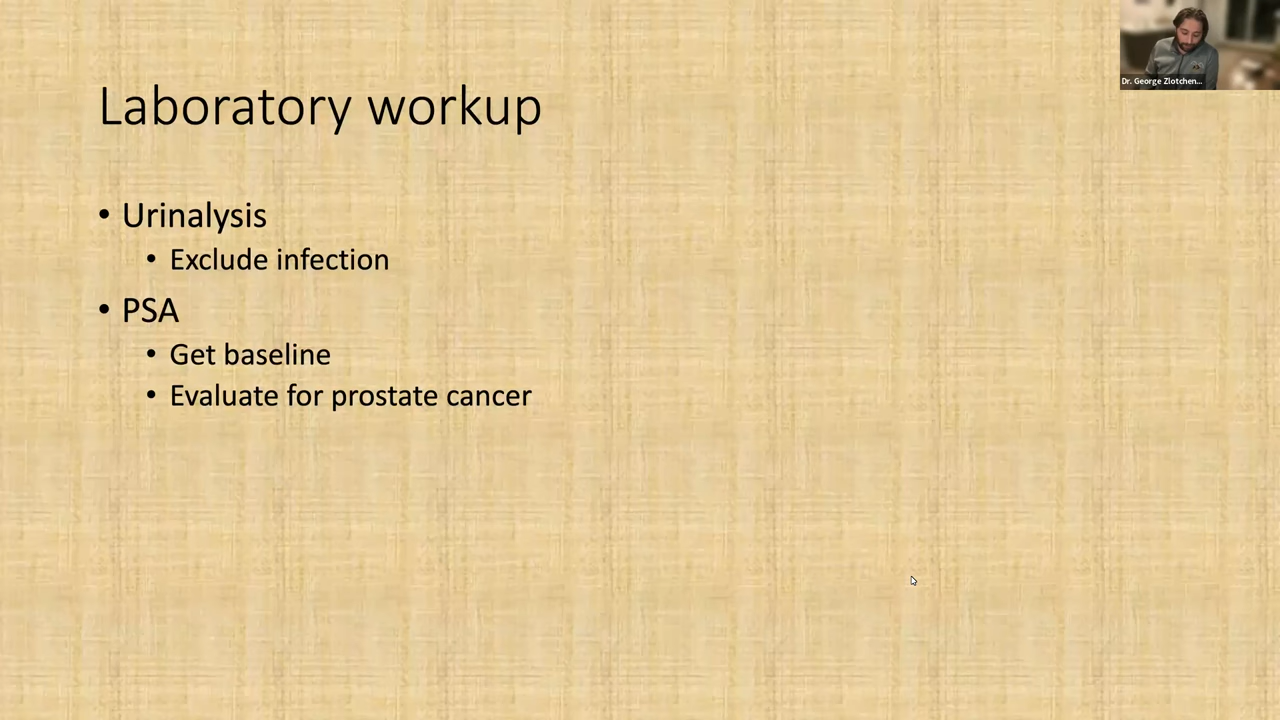 Dr. George Zlotchen...
Laboratory workup
• Urinalysis
• Exclude infection
• PSA
• Get baseline
• Evaluate for prostate cancer